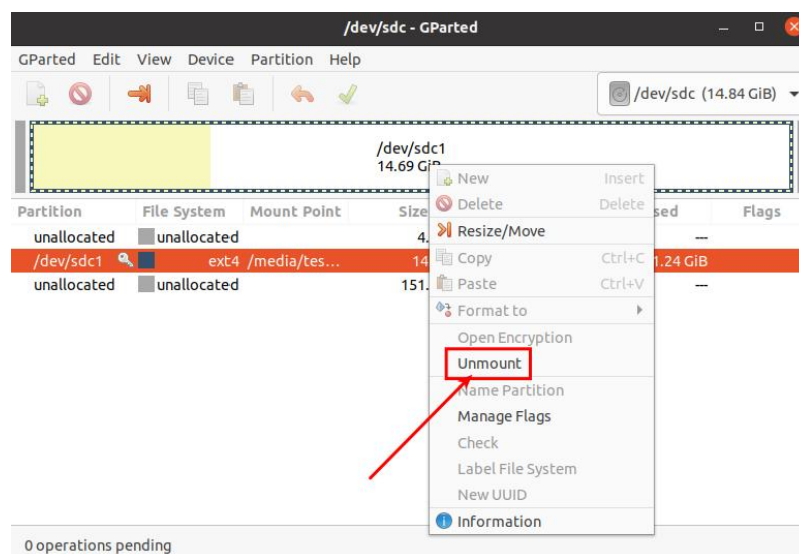 /dev/sdc - GParted
GParted Edit View Device Partition Help
/dev/sdc (14.84 GiB)
/dev/sdc1
14.69
Partition File System Mount Point Size Flags
unallocated unallocated 4. ---
/dev/sdc1 ext4 /media/tes... 14 1.24 GiB
unallocated unallocated 151. ---
New Insert
Delete Delete
Resize/Move
Copy Ctrl+C
Paste Ctrl+V
Format to
Open Encryption
Unmount
Name Partition
Manage Flags
Check
Label File System
New UUID
Information
0 operations pending